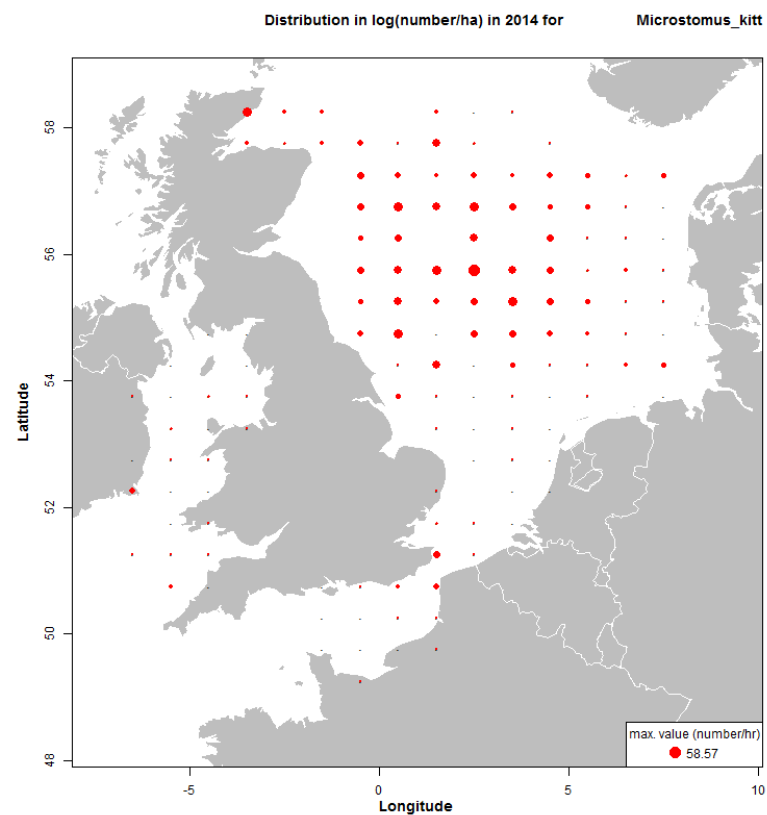 Distribution in log(number/ha) in 2014 for Microstomus_kitt
58
56
54
52
50
48
Latitude
max. value (number/hr)
58.57
-5 0 5 10
Longitude